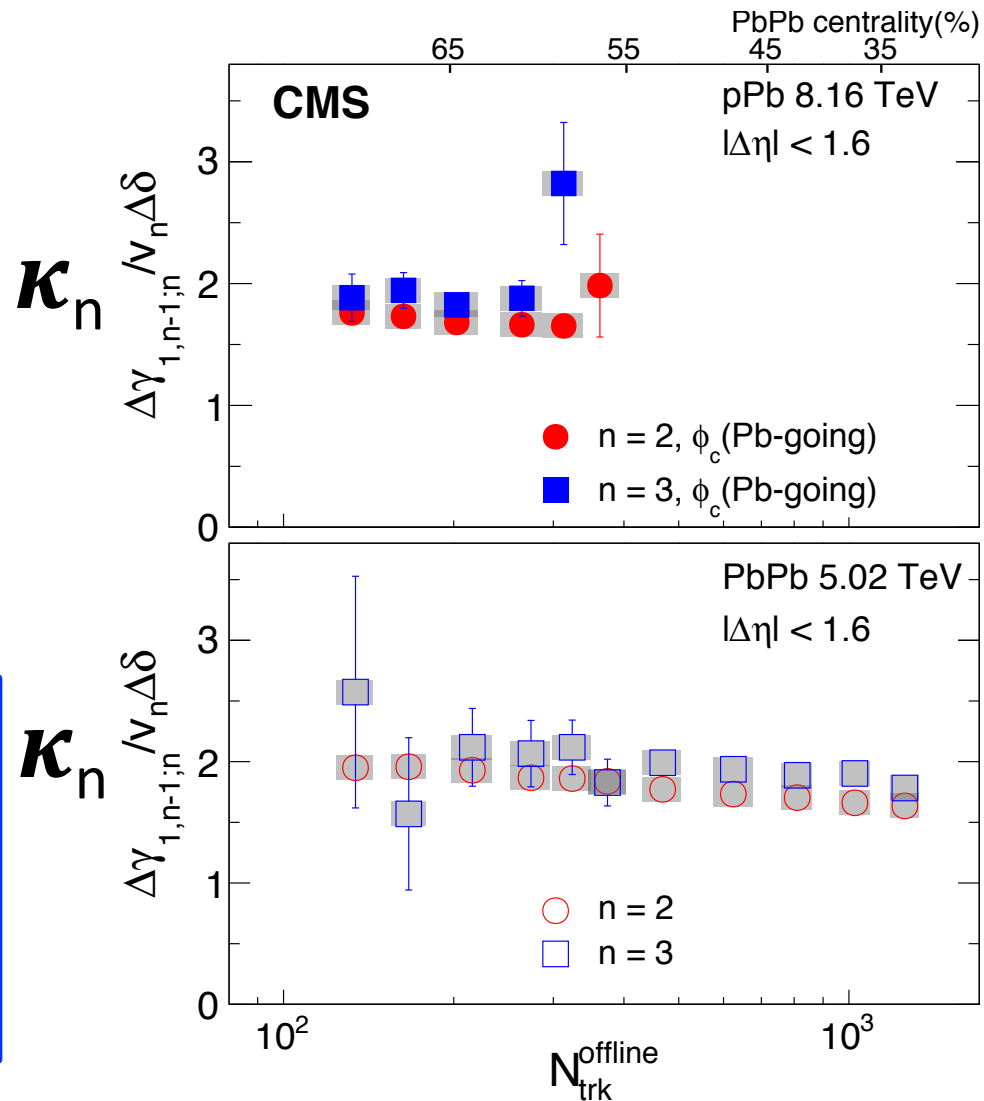 PbPb centrality(%)
65 55 45 35
CMS
pPb 8.16 TeV
|Δη| < 1.6
κn
Δγ1,n-1;n/vnΔδ
3
2
1
0
n = 2, ϕc(Pb-going)
n = 3, ϕc(Pb-going)
PbPb 5.02 TeV
|Δη| < 1.6
κn
Δγ1,n-1;n/vnΔδ
3
2
1
0
n = 2
n = 3
10² 10³
Ntrk^offline